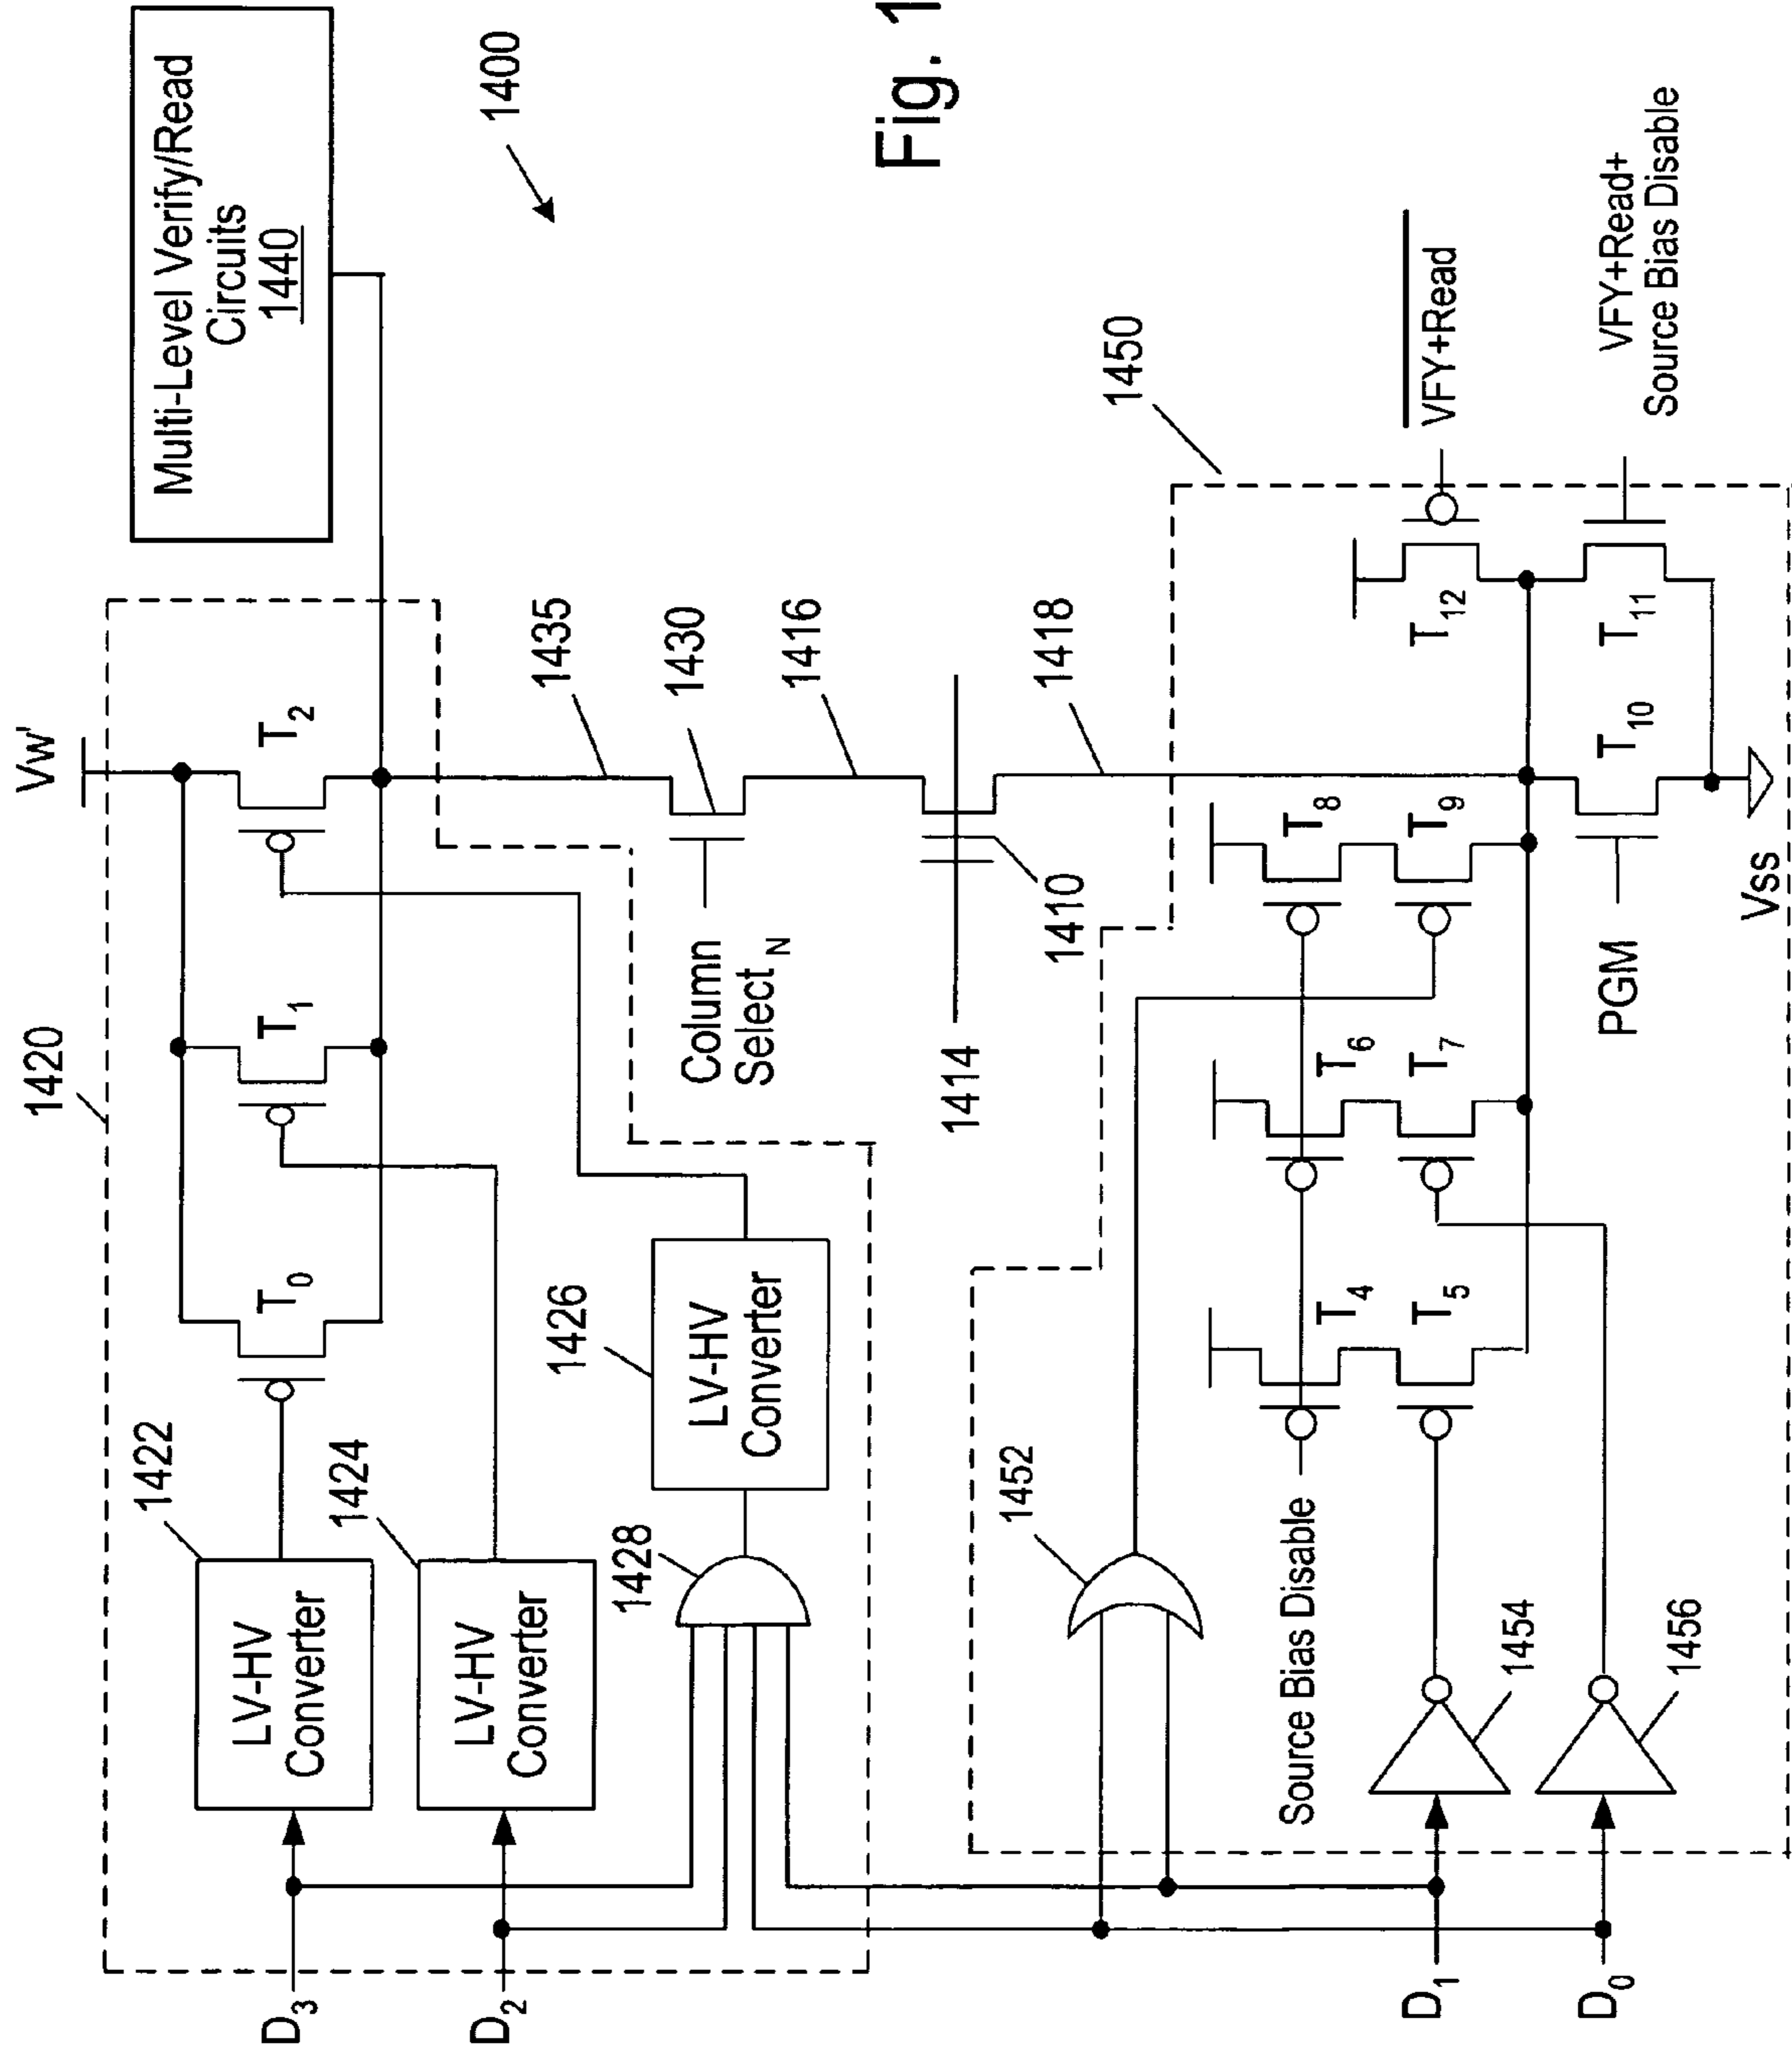 Vw'
Multi-Level Verify/Read
Circuits
1440
1400
Fig. 1
1420
T0
T1
T2
1422
LV-HV
Converter
1424
LV-HV
Converter
1426
LV-HV
Converter
1428
D3
D2
1435
1430
Column
Select N
1416
1410
1414
1418
1450
1452
Source Bias Disable
T4
T5
T6
T7
T8
T9
T12
T11
T10
VFY+Read
VFY+Read+
Source Bias Disable
PGM
Vss
1454
1456
D1
D0